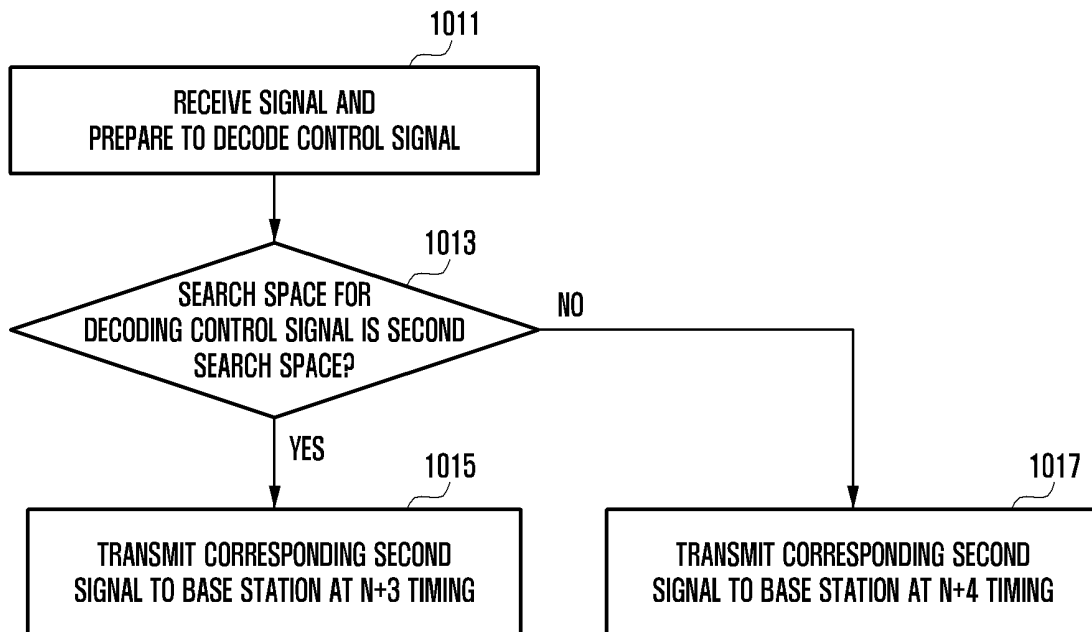 1011
RECEIVE SIGNAL AND
PREPARE TO DECODE CONTROL SIGNAL
1013
SEARCH SPACE FOR
DECODING CONTROL SIGNAL IS SECOND
SEARCH SPACE?
NO
YES
1015
TRANSMIT CORRESPONDING SECOND
SIGNAL TO BASE STATION AT N+3 TIMING
1017
TRANSMIT CORRESPONDING SECOND
SIGNAL TO BASE STATION AT N+4 TIMING